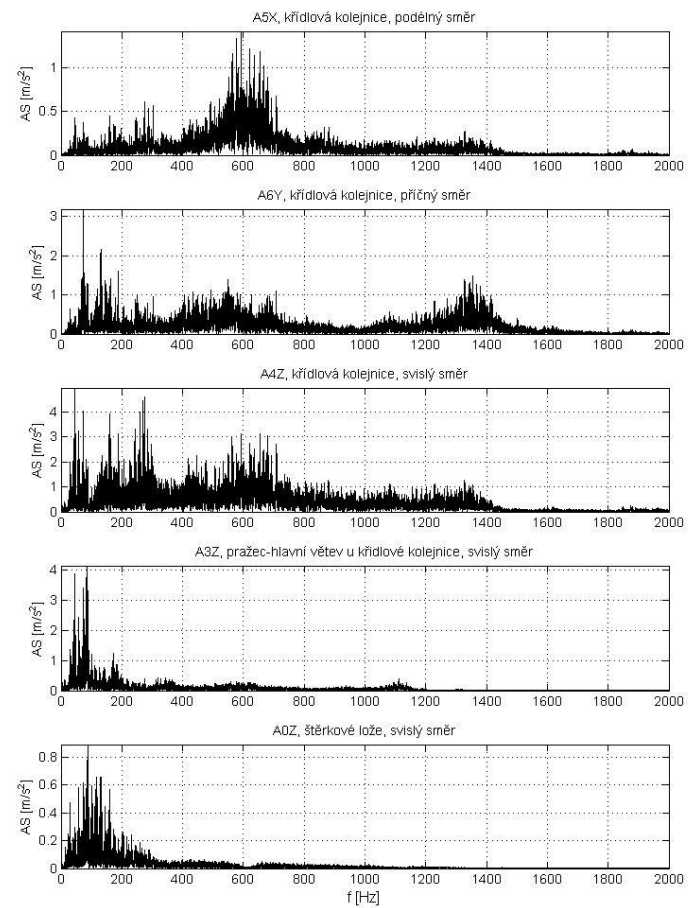 A5X, křídlová kolejnice, podélný směr
AS [m/s²]
1
0.5
0
0 200 400 600 800 1000 1200 1400 1600 1800 2000
A6Y, křídlová kolejnice, příčný směr
AS [m/s²]
3
2
1
0
0 200 400 600 800 1000 1200 1400 1600 1800 2000
A4Z, křídlová kolejnice, svislý směr
AS [m/s²]
4
3
2
1
0
0 200 400 600 800 1000 1200 1400 1600 1800 2000
A3Z, pražec-hlavní větev u křidlové kolejnice, svislý směr
AS [m/s²]
4
3
2
1
0
0 200 400 600 800 1000 1200 1400 1600 1800 2000
A0Z, štěrkové lože, svislý směr
AS [m/s²]
0.8
0.6
0.4
0.2
0
0 200 400 600 800 1000 1200 1400 1600 1800 2000
f [Hz]